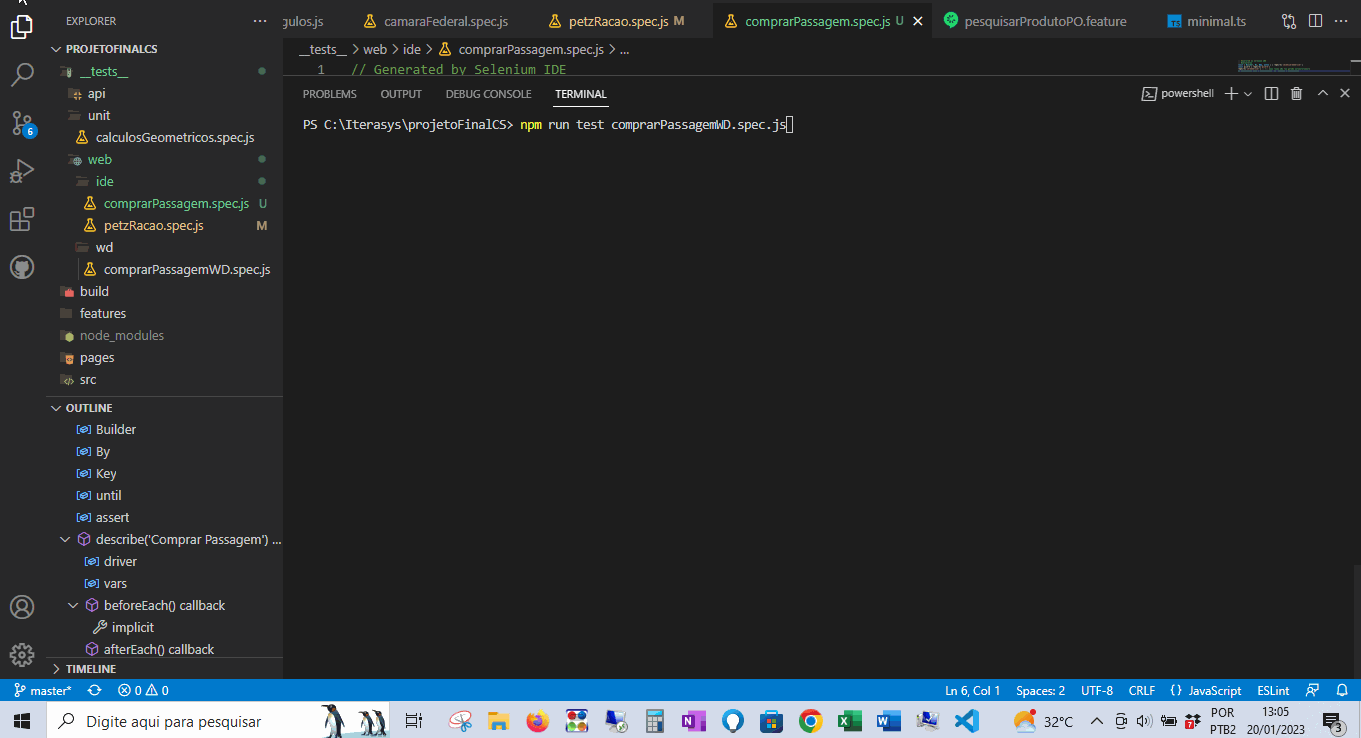 EXPLORER
PROJETOFINALCS
__tests__
api
unit
calculosGeometricos.spec.js
web
ide
comprarPassagem.spec.js U
petzRacao.spec.js M
wd
comprarPassagemWD.spec.js
build
features
node_modules
pages
src
OUTLINE
Builder
By
Key
until
assert
describe('Comprar Passagem') ...
driver
vars
beforeEach() callback
implicit
afterEach() callback
TIMELINE
gulos.js camaraFederal.spec.js petzRacao.spec.js M comprarPassagem.spec.js U pesquisarProdutoPO.feature minimal.ts
__tests__ > web > ide > comprarPassagem.spec.js > ...
1 // Generated by Selenium IDE
PROBLEMS OUTPUT DEBUG CONSOLE TERMINAL powershell
PS C:\Iterasys\projetoFinalCS> npm run test comprarPassagemWD.spec.js
6
master* 0 0 Ln 6, Col 1 Spaces: 2 UTF-8 CRLF {} JavaScript ESLint
Digite aqui para pesquisar 32°C POR 13:05
PTB2 20/01/2023 3